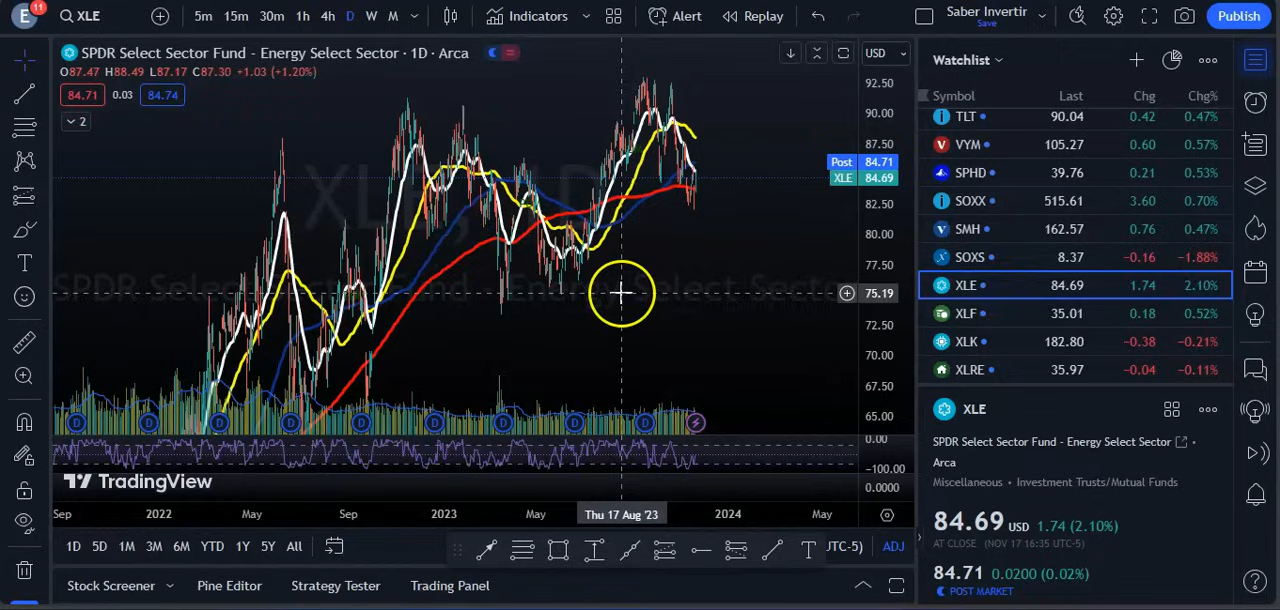 E 11 XLE 5m 15m 30m 1h 4h D W M Indicators Alert Replay Saber Invertir Save Publish
SPDR Select Sector Fund - Energy Select Sector · 1D · Arca
O87.47 H88.49 L87.17 C87.30 +1.03 (+1.20%)
84.71 0.03 84.74
2
USD
92.50
90.00
87.50
Post 84.71
XLE 84.69
82.50
80.00
77.50
75.19
72.50
70.00
67.50
65.00
0.00
−100.00
0.0000
XLE, 1D
SPDR Select Sector Fund - Energy Select Sector
D D D D D D D D D
TradingView
Sep 2022 May Sep 2023 May Thu 17 Aug '23 2024 May
1D 5D 1M 3M 6M YTD 1Y 5Y All UTC-5) ADJ
Stock Screener Pine Editor Strategy Tester Trading Panel
Watchlist
Symbol Last Chg Chg%
TLT 90.04 0.42 0.47%
VYM 105.27 0.60 0.57%
SPHD 39.76 0.21 0.53%
SOXX 515.61 3.60 0.70%
SMH 162.57 0.76 0.47%
SOXS 8.37 −0.16 −1.88%
XLE 84.69 1.74 2.10%
XLF 35.01 0.18 0.52%
XLK 182.80 −0.38 −0.21%
XLRE 35.97 −0.04 −0.11%
XLE
SPDR Select Sector Fund - Energy Select Sector
Arca
Miscellaneous • Investment Trusts/Mutual Funds
84.69 USD 1.74 (2.10%)
AT CLOSE (NOV 17 16:35 UTC-5)
84.71 0.0200 (0.02%)
POST MARKET